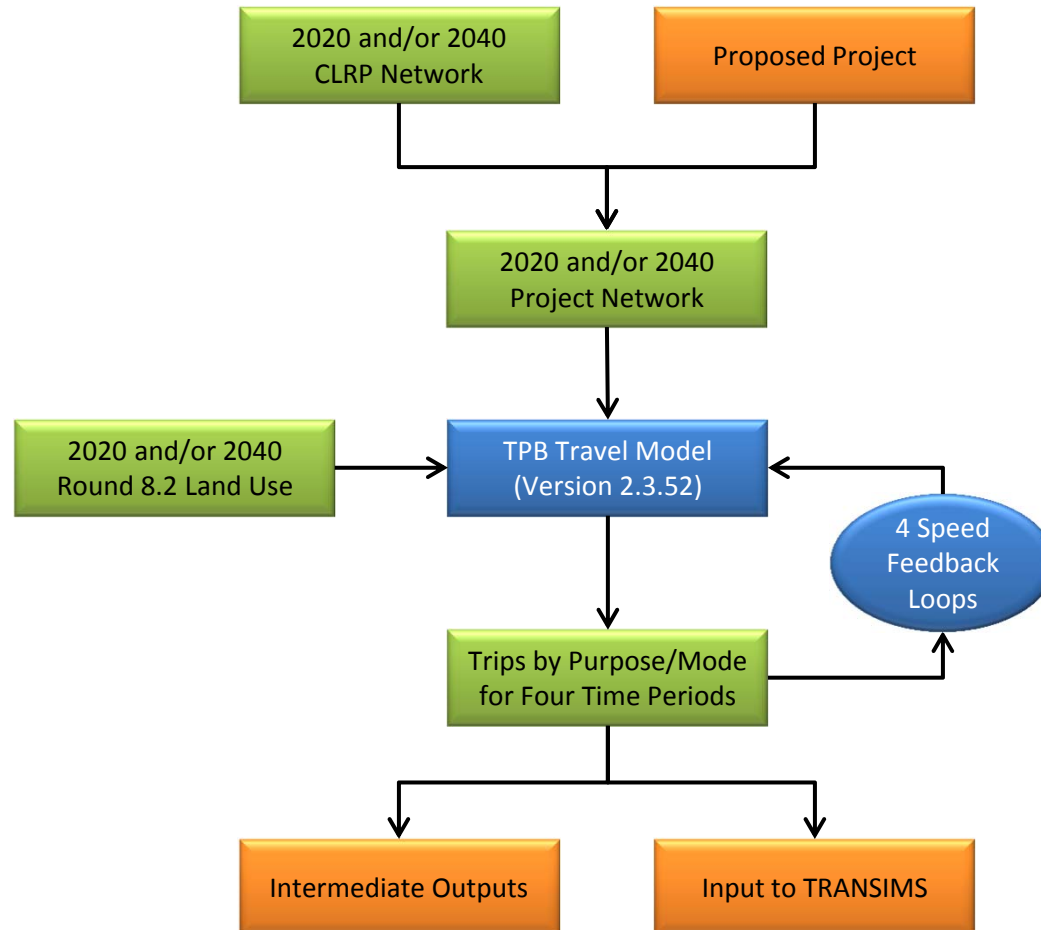 2020 and/or 2040
CLRP Network
Proposed Project
2020 and/or 2040
Project Network
2020 and/or 2040
Round 8.2 Land Use
TPB Travel Model
(Version 2.3.52)
4 Speed
Feedback
Loops
Trips by Purpose/Mode
for Four Time Periods
Intermediate Outputs
Input to TRANSIMS